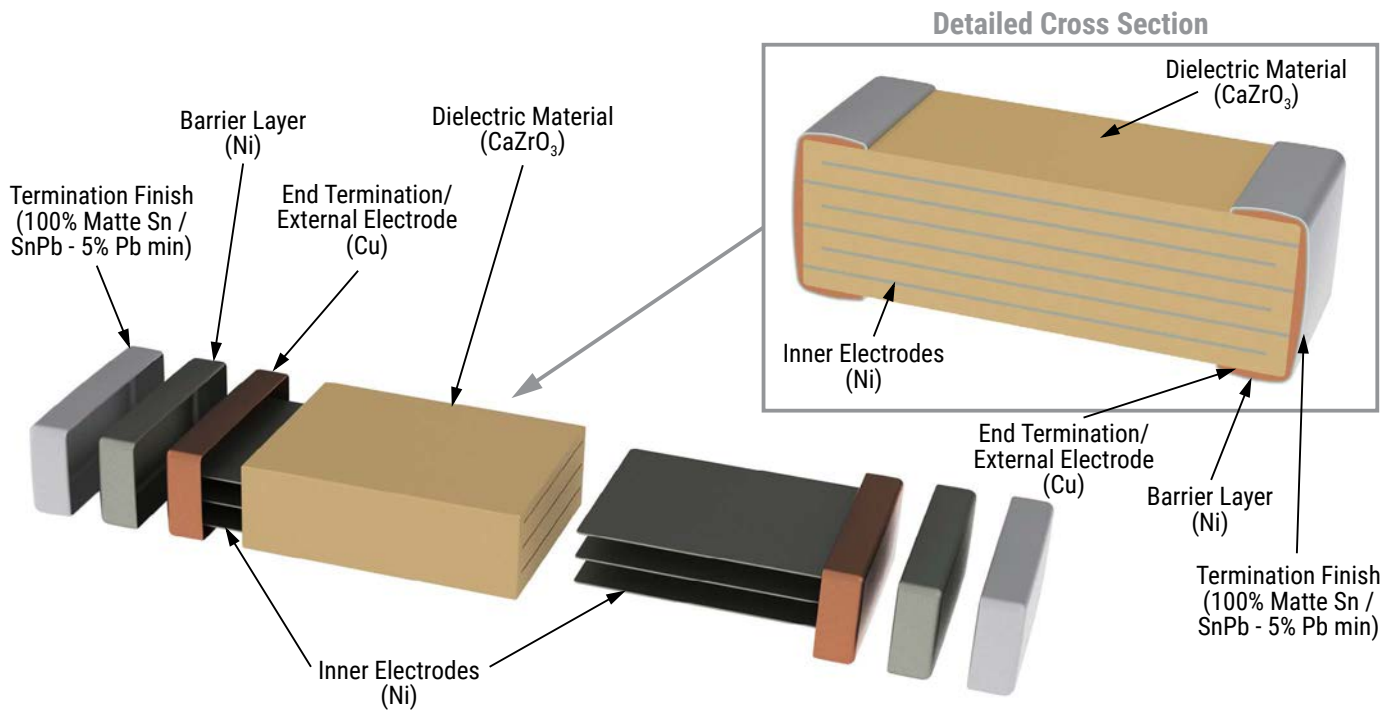 Detailed Cross Section
Dielectric Material
(CaZrO₃)
Inner Electrodes
(Ni)
End Termination/
External Electrode
(Cu)
Barrier Layer
(Ni)
Termination Finish
(100% Matte Sn /
SnPb - 5% Pb min)
Dielectric Material
(CaZrO₃)
Barrier Layer
(Ni)
End Termination/
External Electrode
(Cu)
Termination Finish
(100% Matte Sn /
SnPb - 5% Pb min)
Inner Electrodes
(Ni)